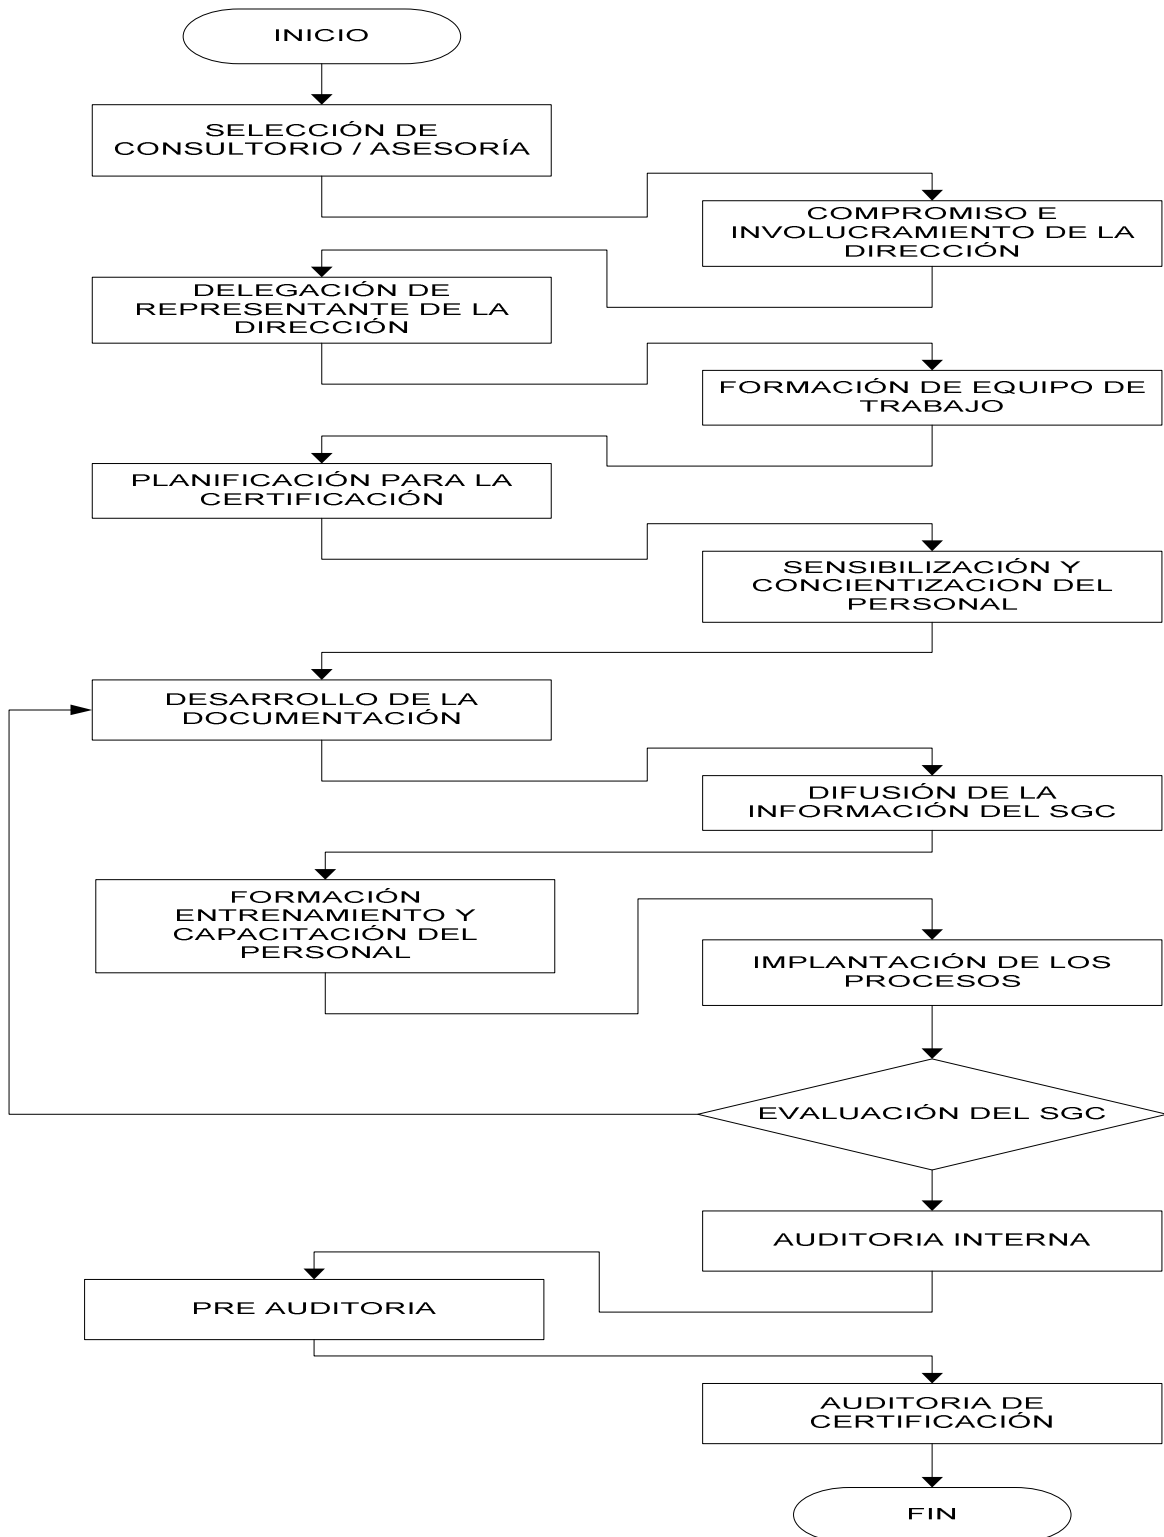 INICIO
SELECCIÓN DE
CONSULTORIO / ASESORÍA
COMPROMISO E
INVOLUCRAMIENTO DE LA
DIRECCIÓN
DELEGACIÓN DE
REPRESENTANTE DE LA
DIRECCIÓN
FORMACIÓN DE EQUIPO DE
TRABAJO
PLANIFICACIÓN PARA LA
CERTIFICACIÓN
SENSIBILIZACIÓN Y
CONCIENTIZACION DEL
PERSONAL
DESARROLLO DE LA
DOCUMENTACIÓN
DIFUSIÓN DE LA
INFORMACIÓN DEL SGC
FORMACIÓN
ENTRENAMIENTO Y
CAPACITACIÓN DEL
PERSONAL
IMPLANTACIÓN DE LOS
PROCESOS
EVALUACIÓN DEL SGC
AUDITORIA INTERNA
PRE AUDITORIA
AUDITORIA DE
CERTIFICACIÓN
FIN